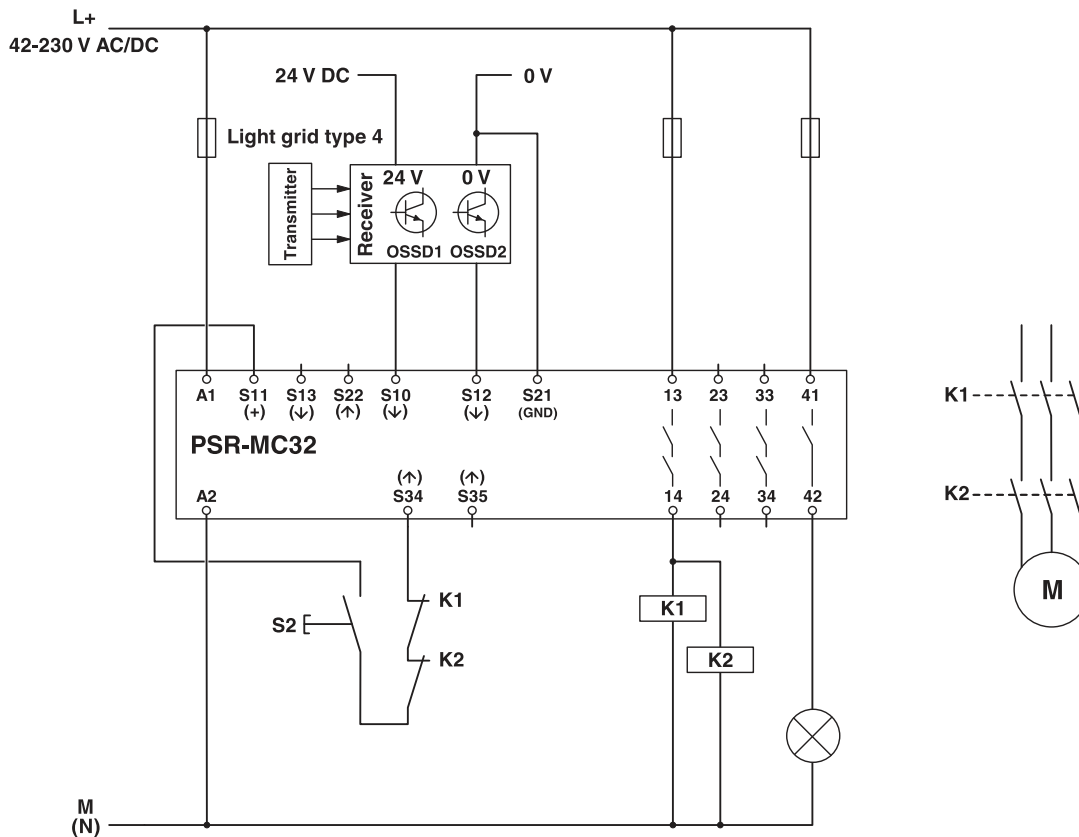 L+
42-230 V AC/DC
24 V DC
0 V
Light grid type 4
Transmitter
Receiver
24 V
0 V
OSSD1
OSSD2
A1
S11
(+)
S13
(↓)
S22
(↑)
S10
(↓)
S12
(↓)
S21
(GND)
13
23
33
41
PSR-MC32
A2
(↑)
S34
(↑)
S35
14
24
34
42
K1
K2
M
S2
K1
K2
K1
K2
M
(N)